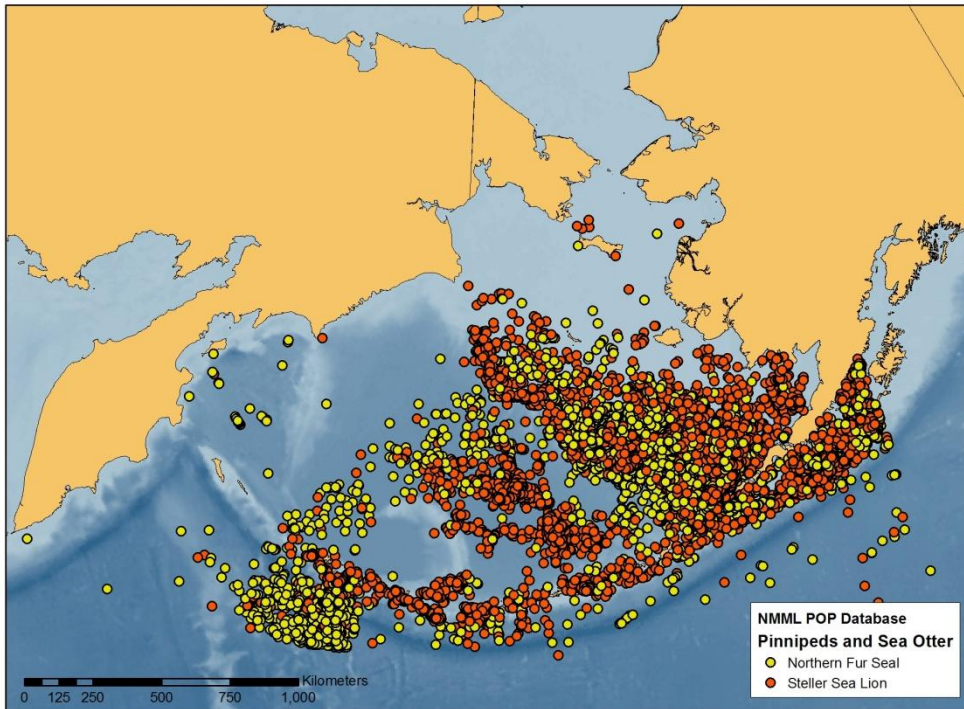 NMML POP Database
Pinnipeds and Sea Otter
Northern Fur Seal
Steller Sea Lion
Kilometers
0 125 250 500 750 1,000